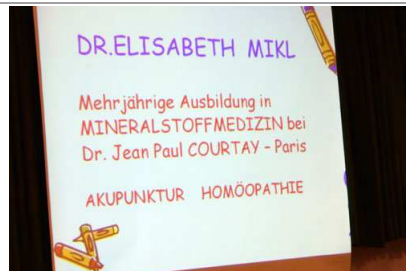 DR.ELISABETH MIKL
Mehrjährige Ausbildung in
MINERALSTOFFMEDIZIN bei
Dr. Jean Paul COURTAY - Paris
AKUPUNKTUR HOMÖOPATHIE